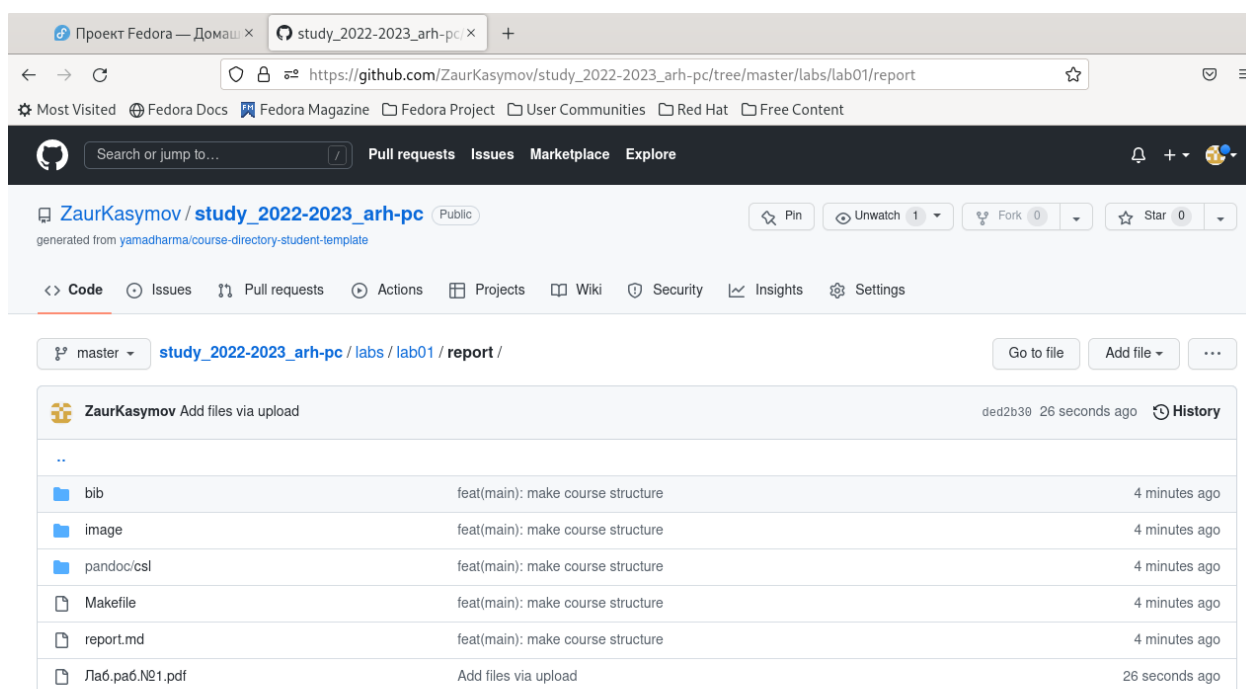 Проект Fedora — Домаш
study_2022-2023_arh-pc/
https://github.com/ZaurKasymov/study_2022-2023_arh-pc/tree/master/labs/lab01/report
Most Visited Fedora Docs Fedora Magazine Fedora Project User Communities Red Hat Free Content
Search or jump to... / Pull requests Issues Marketplace Explore
ZaurKasymov / study_2022-2023_arh-pc Public Pin Unwatch 1 Fork 0 Star 0
generated from yamadharma/course-directory-student-template
Code Issues Pull requests Actions Projects Wiki Security Insights Settings
master study_2022-2023_arh-pc / labs / lab01 / report / Go to file Add file ...
ZaurKasymov Add files via upload ded2b30 26 seconds ago History
..
bib feat(main): make course structure 4 minutes ago
image feat(main): make course structure 4 minutes ago
pandoc/csl feat(main): make course structure 4 minutes ago
Makefile feat(main): make course structure 4 minutes ago
report.md feat(main): make course structure 4 minutes ago
Лаб.раб.№1.pdf Add files via upload 26 seconds ago